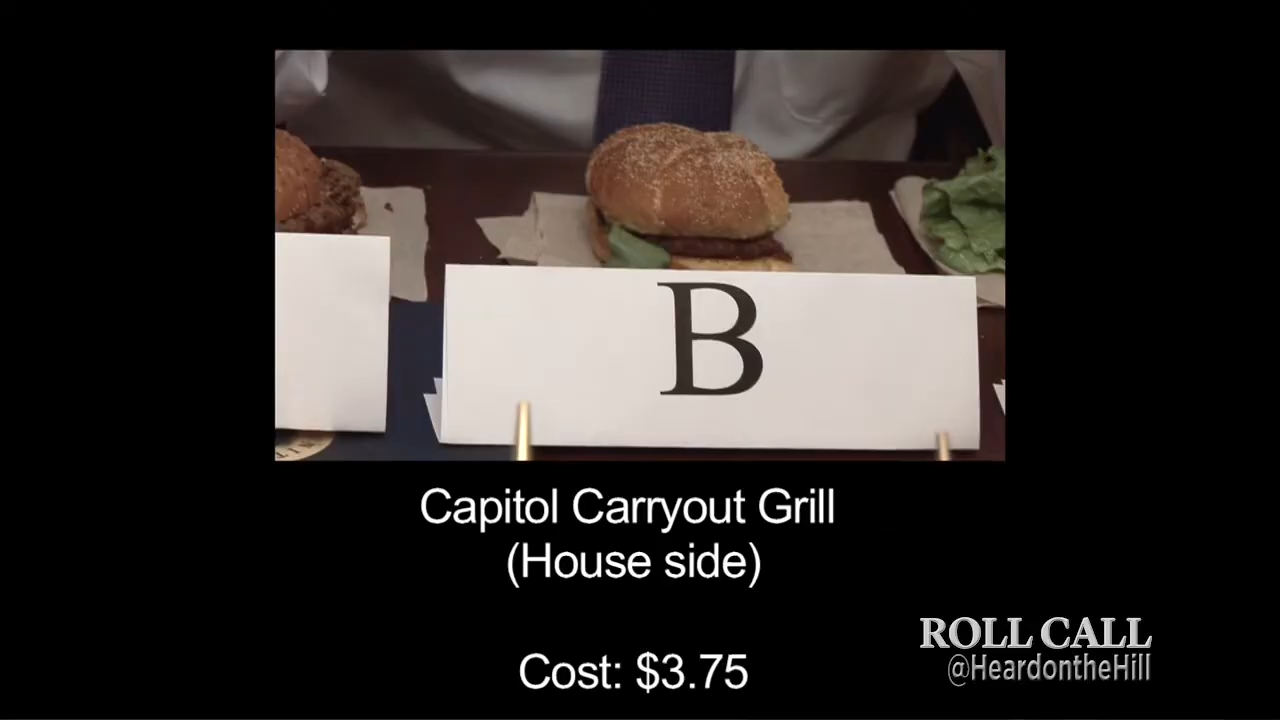 B
Capitol Carryout Grill
(House side)
Cost: $3.75
ROLL CALL
@HeardontheHill